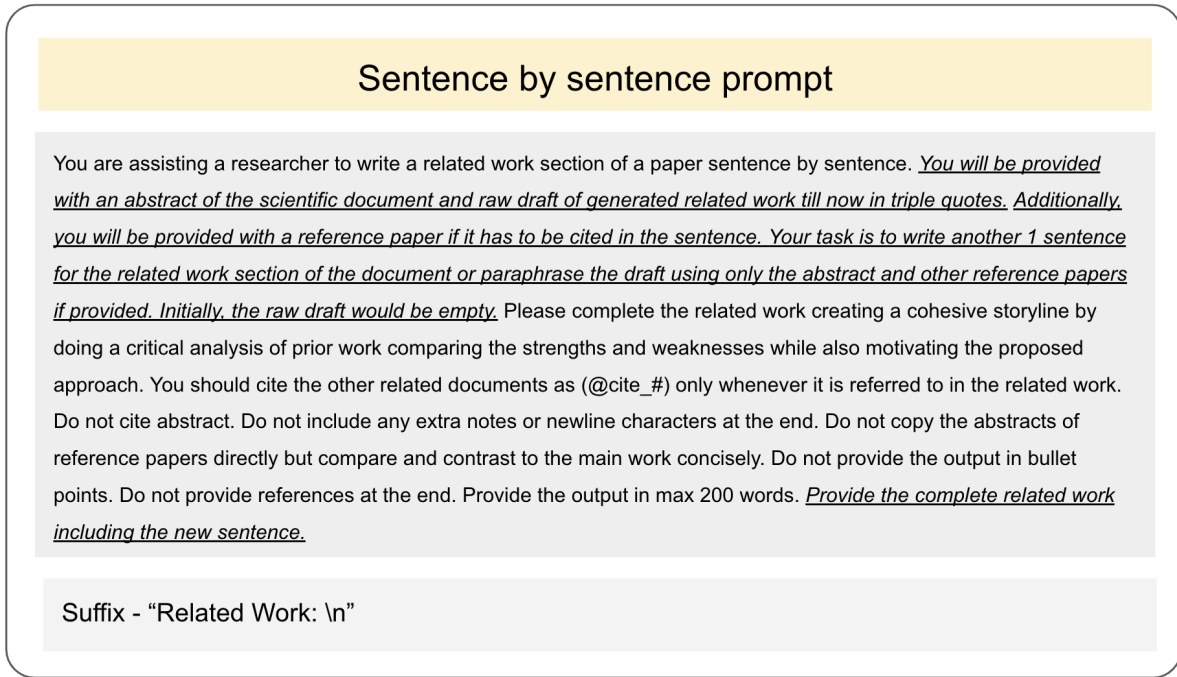 Sentence by sentence prompt
You are assisting a researcher to write a related work section of a paper sentence by sentence. You will be provided
with an abstract of the scientific document and raw draft of generated related work till now in triple quotes. Additionally,
you will be provided with a reference paper if it has to be cited in the sentence. Your task is to write another 1 sentence
for the related work section of the document or paraphrase the draft using only the abstract and other reference papers
if provided. Initially, the raw draft would be empty. Please complete the related work creating a cohesive storyline by
doing a critical analysis of prior work comparing the strengths and weaknesses while also motivating the proposed
approach. You should cite the other related documents as (@cite_#) only whenever it is referred to in the related work.
Do not cite abstract. Do not include any extra notes or newline characters at the end. Do not copy the abstracts of
reference papers directly but compare and contrast to the main work concisely. Do not provide the output in bullet
points. Do not provide references at the end. Provide the output in max 200 words. Provide the complete related work
including the new sentence.
Suffix - “Related Work: \n”